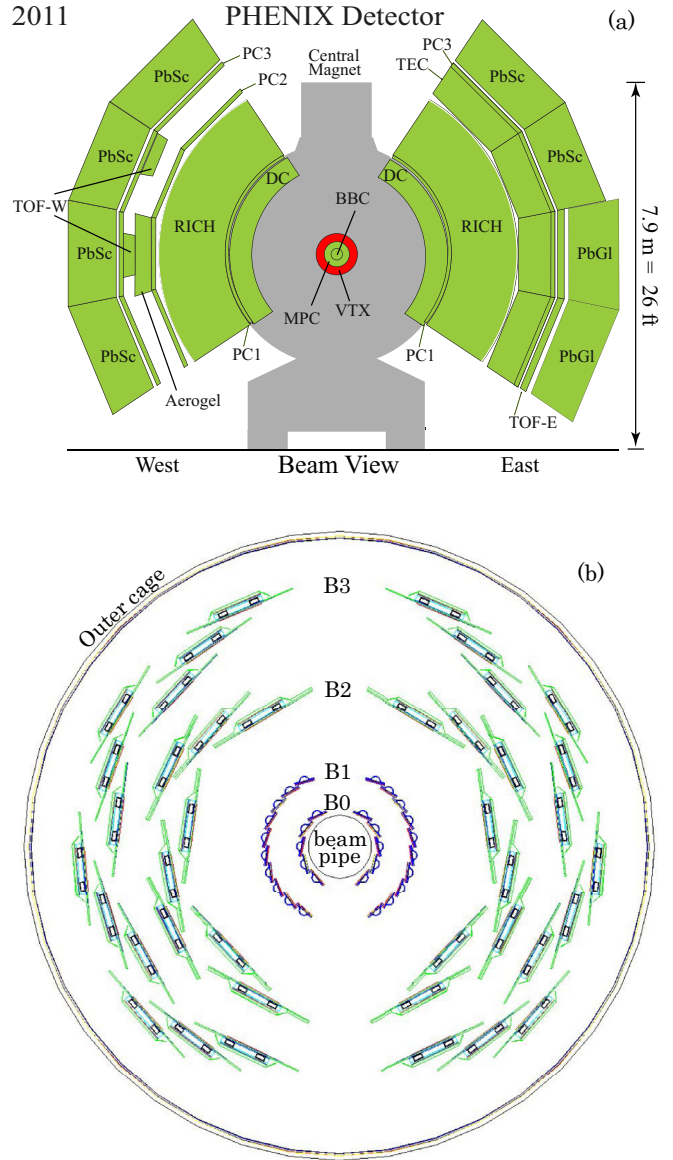 2011
PHENIX Detector
(a)
Central
Magnet
PC3
PC2
PbSc
PC3
TEC
PbSc
PbSc
PbSc
TOF-W
DC
DC
BBC
PbSc
RICH
RICH
PbGl
MPC
VTX
PbSc
PC1
PC1
PbGl
Aerogel
TOF-E
7.9 m = 26 ft
West
Beam View
East
(b)
Outer cage
B3
B2
B1
B0
beam
pipe